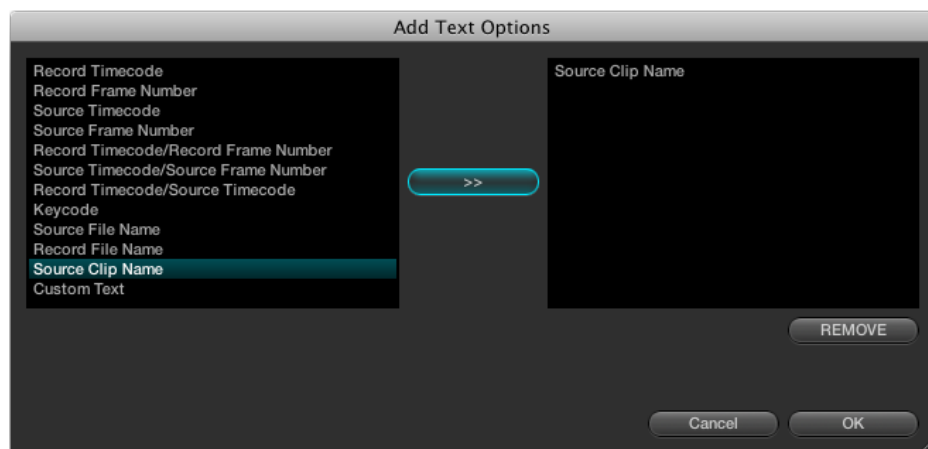 Add Text Options
Record Timecode
Record Frame Number
Source Timecode
Source Frame Number
Record Timecode/Record Frame Number
Source Timecode/Source Frame Number
Record Timecode/Source Timecode
Keycode
Source File Name
Record File Name
Source Clip Name
Custom Text
>>
Source Clip Name
REMOVE
Cancel
OK